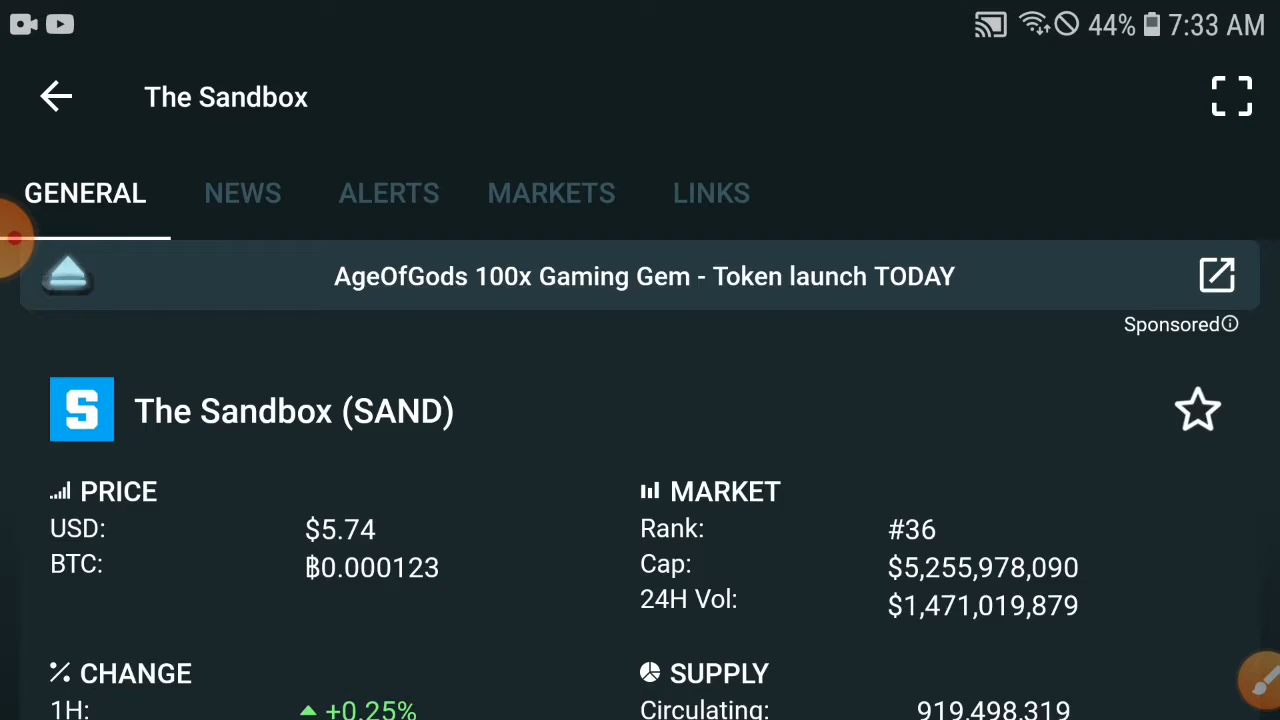 44% 7:33 AM
The Sandbox
GENERAL NEWS ALERTS MARKETS LINKS
AgeOfGods 100x Gaming Gem - Token launch TODAY
Sponsored
S The Sandbox (SAND)
PRICE
USD: $5.74
BTC: ฿0.000123
MARKET
Rank: #36
Cap: $5,255,978,090
24H Vol: $1,471,019,879
CHANGE
1H: +0.25%
SUPPLY
Circulating: 919,498,319